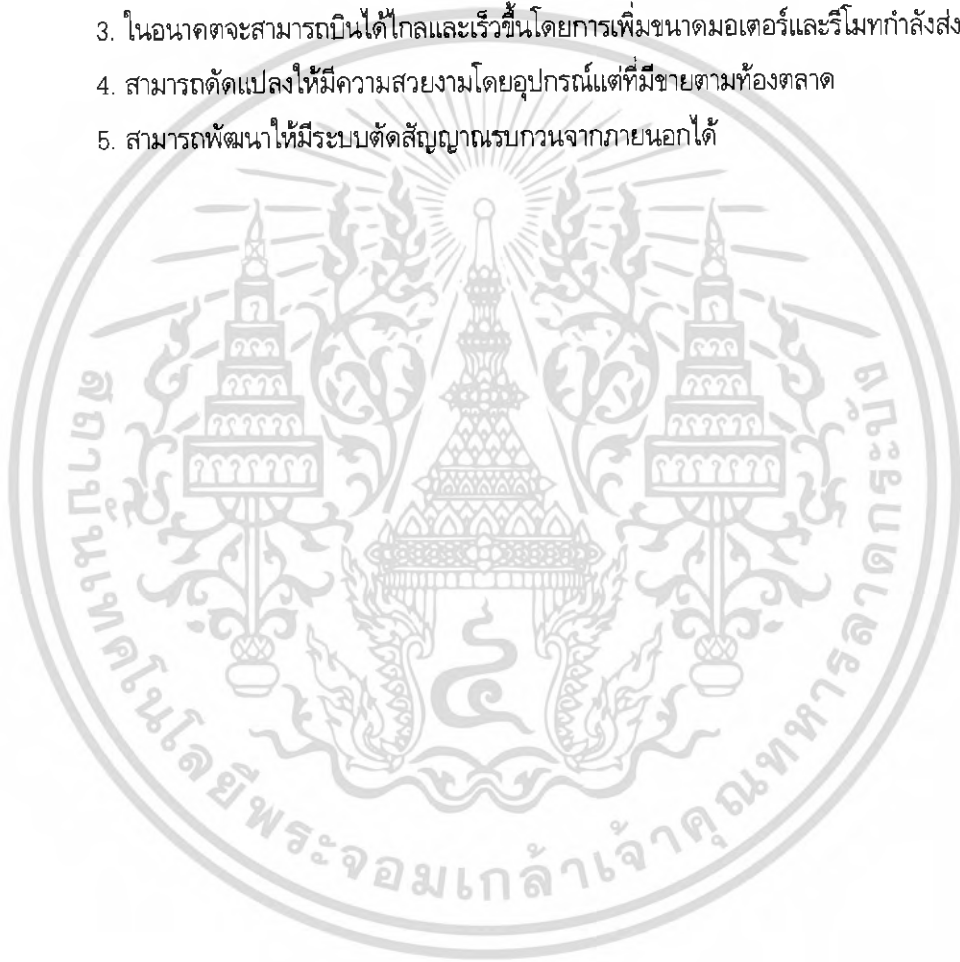 3. ในอนาคตจะสามารถบินได้ไกลและเร็วขึ้นโดยการเพิ่มขนาดมอเตอร์และรีโมทกำลังส่ง
4. สามารถดัดแปลงให้มีความสวยงามโดยอุปกรณ์แต่ที่มีขายตามท้องตลาด
5. สามารถพัฒนาให้มีระบบตัดสัญญาณรบกวนจากภายนอกได้
สถาบันเทคโนโลยีพระจอมเกล้าเจ้าคุณทหารลาดกระบัง
๔